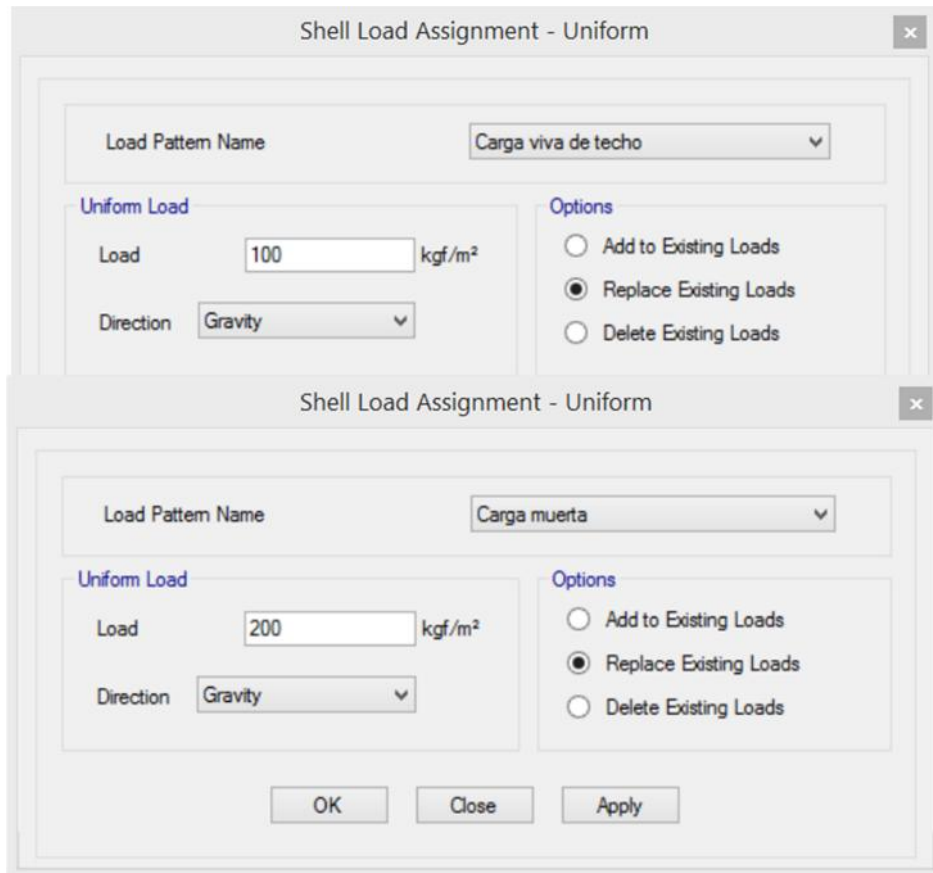 Shell Load Assignment - Uniform
Load Pattern Name Carga viva de techo
Uniform Load Options
Load 100 kgf/m² Add to Existing Loads
Replace Existing Loads
Direction Gravity Delete Existing Loads
Shell Load Assignment - Uniform
Load Pattern Name Carga muerta
Uniform Load Options
Load 200 kgf/m² Add to Existing Loads
Replace Existing Loads
Direction Gravity Delete Existing Loads
OK Close Apply